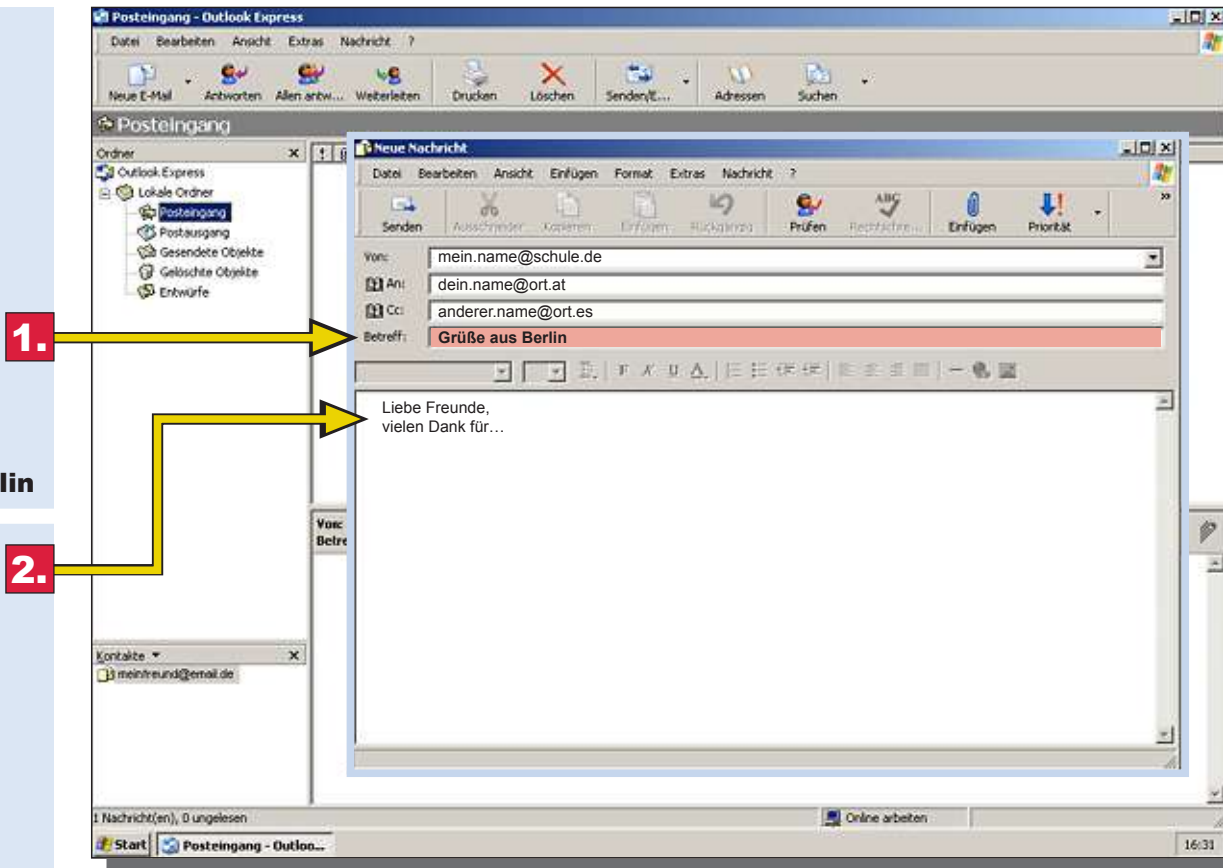 Posteingang - Outlook Express
Datei Bearbeiten Ansicht Extras Nachricht ?
Neue E-Mail Antworten Allen antw... Weiterleiten Drucken Löschen Senden/E... Adressen Suchen
Posteingang
Ordner
Outlook Express
Lokale Ordner
Posteingang
Postausgang
Gesendete Objekte
Gelöschte Objekte
Entwürfe
Neue Nachricht
Datei Bearbeiten Ansicht Einfügen Format Extras Nachricht ?
Senden Ausschneiden Kopieren Einfügen Rückgängig Prüfen Rechtschre... Einfügen Priorität
Von: mein.name@schule.de
An: dein.name@ort.at
Cc: anderer.name@ort.es
1.
Betreff: Grüße aus Berlin
F K U A
Liebe Freunde,
vielen Dank für…
lin
2.
Von:
Betre
Kontakte
meinfreund@email.de
1 Nachricht(en), 0 ungelesen
Online arbeiten
Start Posteingang - Outloo...
16:31